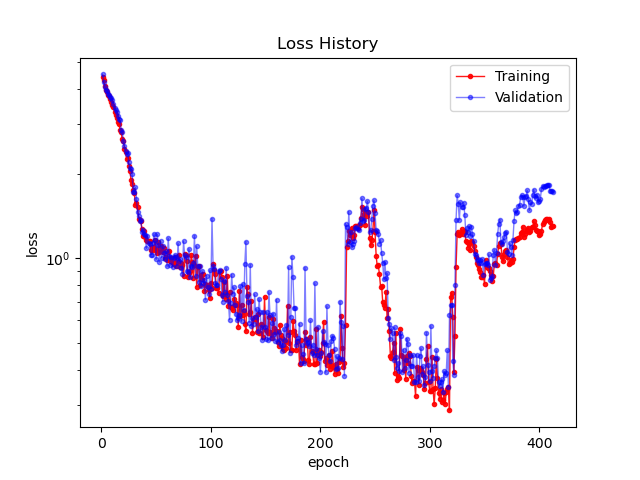 Loss History
Training
Validation
loss
10⁰
0
100
200
300
400
epoch